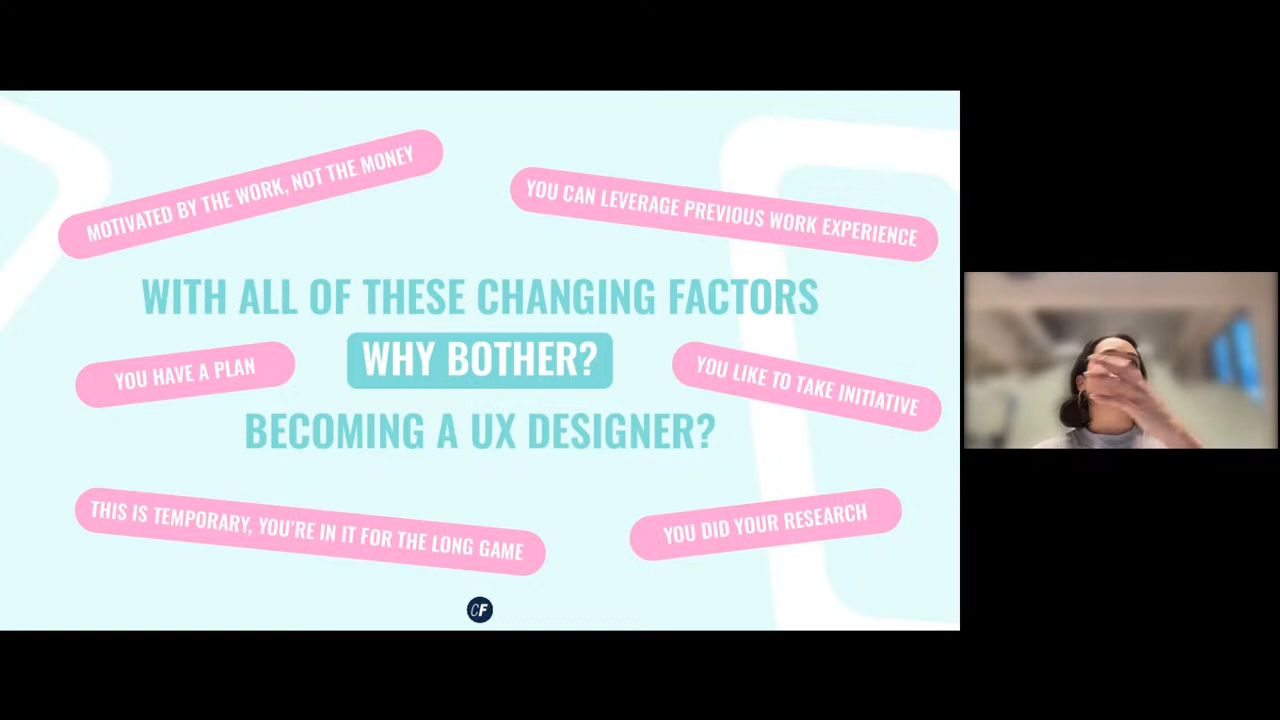 MOTIVATED BY THE WORK, NOT THE MONEY
YOU CAN LEVERAGE PREVIOUS WORK EXPERIENCE
WITH ALL OF THESE CHANGING FACTORS
WHY BOTHER?
YOU HAVE A PLAN
YOU LIKE TO TAKE INITIATIVE
BECOMING A UX DESIGNER?
THIS IS TEMPORARY, YOU'RE IN IT FOR THE LONG GAME
YOU DID YOUR RESEARCH
CF